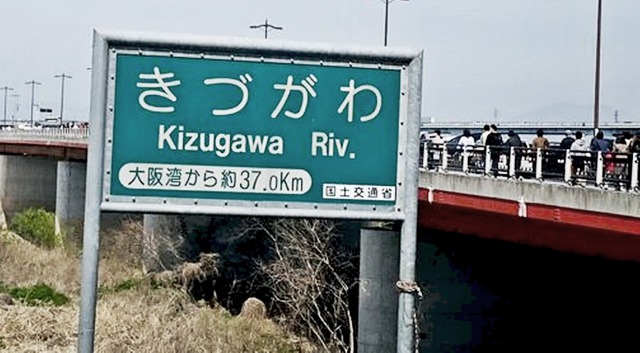 きづがわ
Kizugawa Riv.
大阪湾から約37.0Km
国土交通省